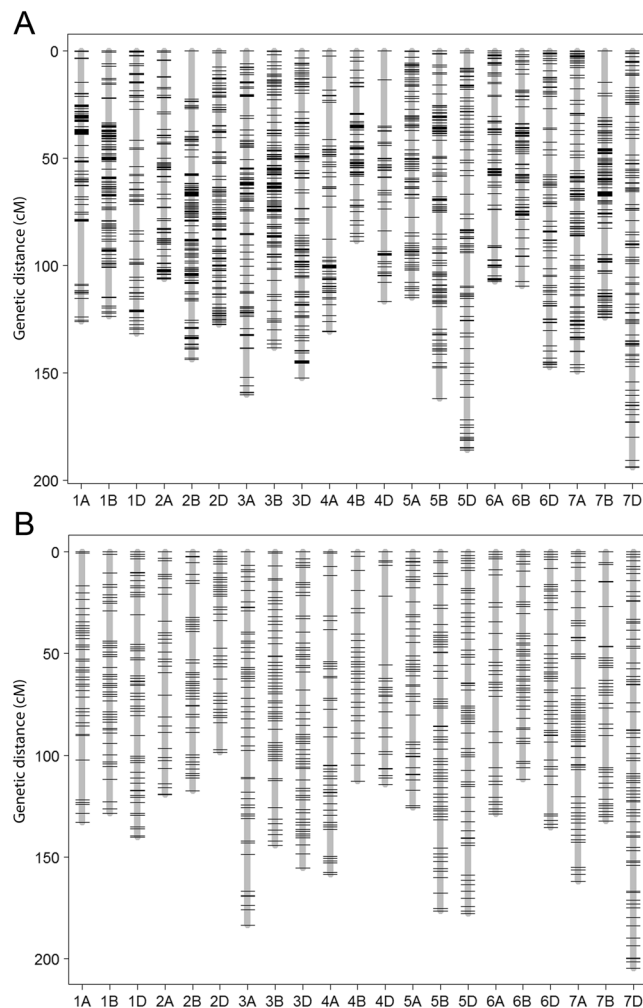 A
0
50
100
150
200
Genetic distance (cM)
1A 1B 1D 2A 2B 2D 3A 3B 3D 4A 4B 4D 5A 5B 5D 6A 6B 6D 7A 7B 7D
B
0
50
100
150
200
Genetic distance (cM)
1A 1B 1D 2A 2B 2D 3A 3B 3D 4A 4B 4D 5A 5B 5D 6A 6B 6D 7A 7B 7D